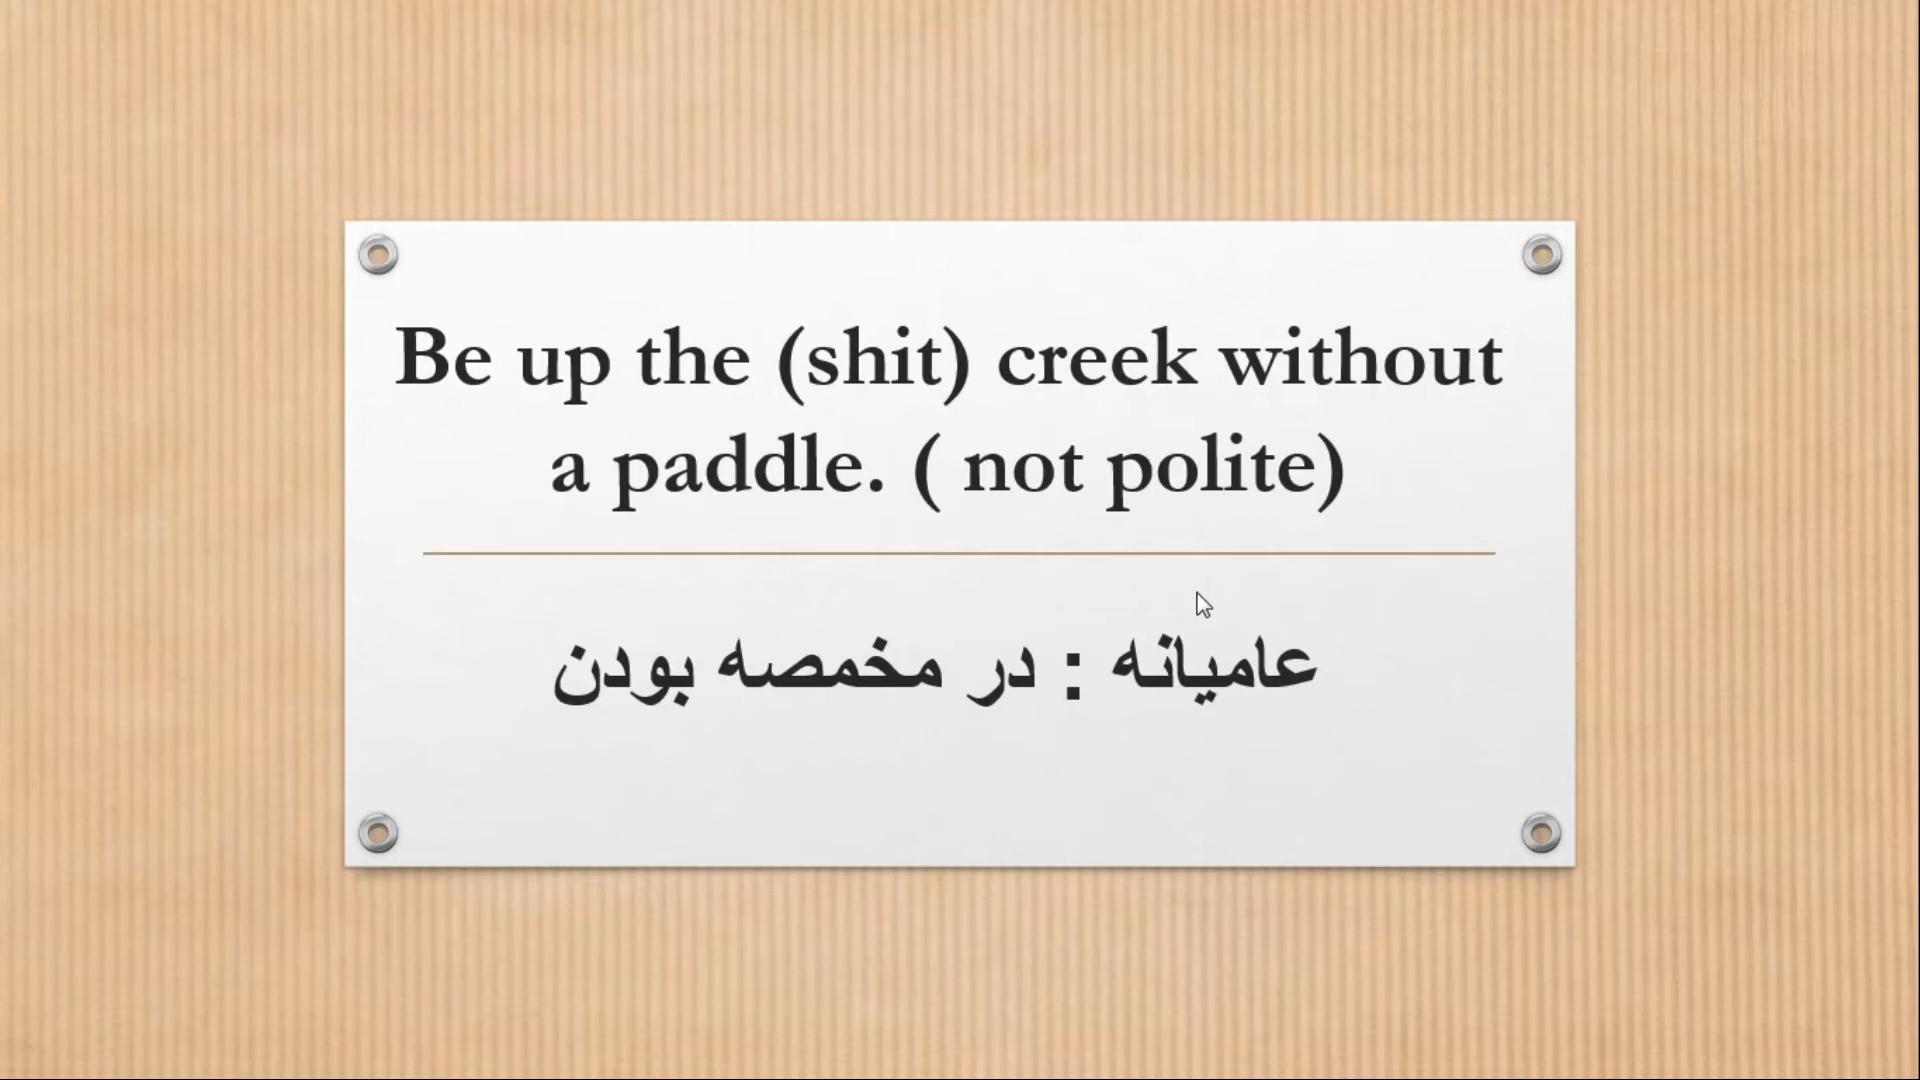 Be up the (shit) creek without
a paddle. ( not polite)
عامیانه : در مخمصه بودن